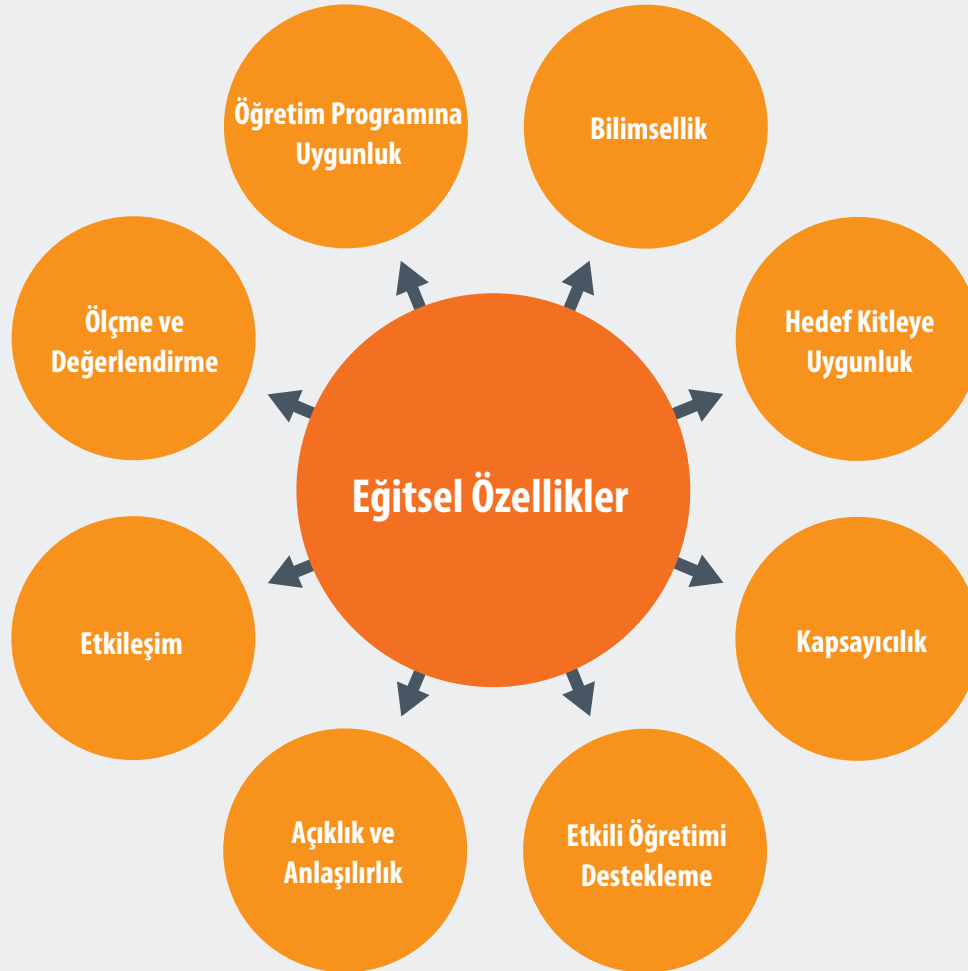 Öğretim Programına
Uygunluk
Bilimsellik
Ölçme ve
Değerlendirme
Hedef Kitleye
Uygunluk
Eğitsel Özellikler
Etkileşim
Kapsayıcılık
Açıklık ve
Anlaşılırlık
Etkili Öğretimi
Destekleme